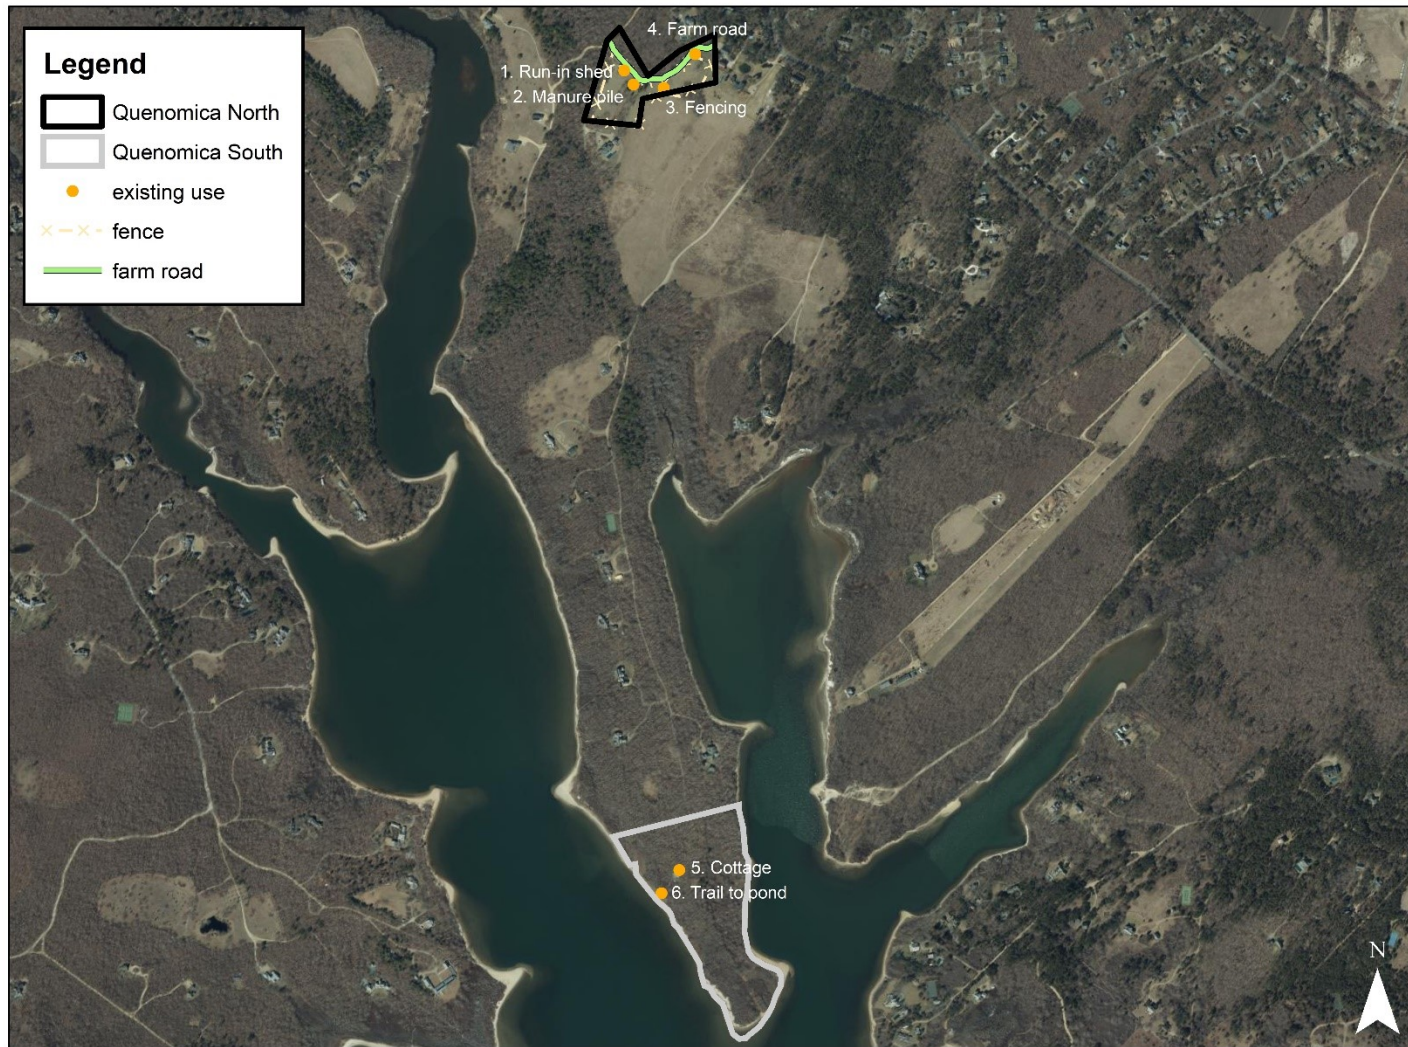 Legend
Quenomica North
Quenomica South
existing use
fence
farm road
4. Farm road
1. Run-in shed
2. Manure pile
3. Fencing
5. Cottage
6. Trail to pond
N